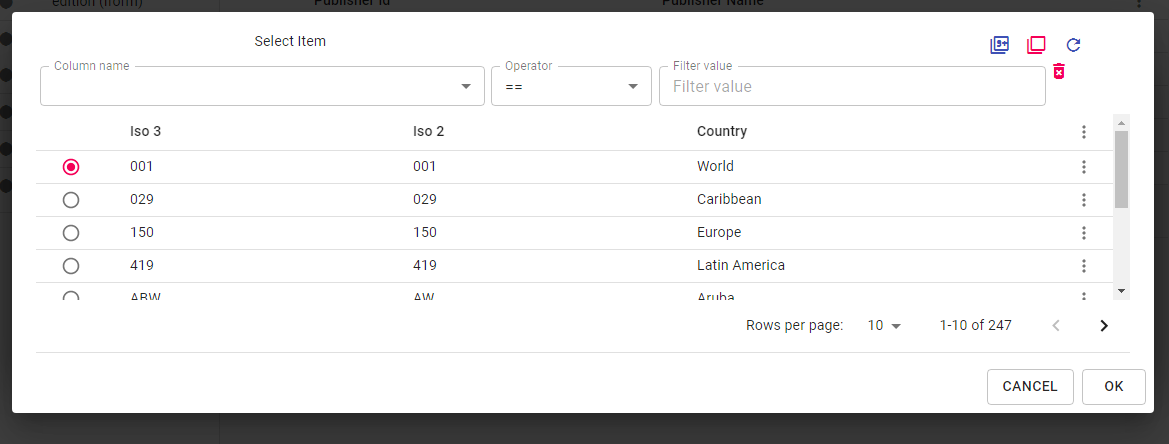 edition (from)
Publisher Id
Publisher Name
Select Item
9+
Column name
Operator
Filter value
==
Filter value
Iso 3 Iso 2 Country
001 001 World
029 029 Caribbean
150 150 Europe
419 419 Latin America
ABW AW Aruba
Rows per page: 10 1-10 of 247
CANCEL OK